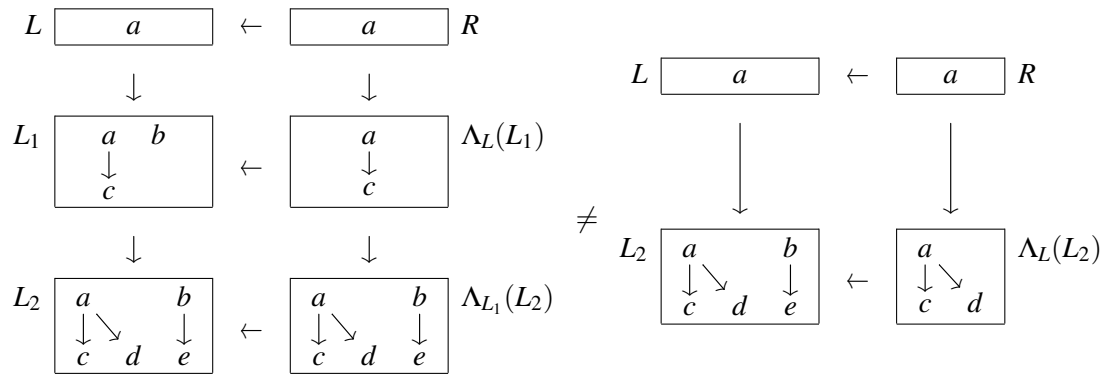 L a ← a R
↓ ↓
L₁ a b Λ_L(L₁) a
↓ ← ↓
c c
↓ ↓
L₂ a b Λ_{L₁}(L₂) a b
↓ ↘ ↓ ← ↓ ↘ ↓
c d e c d e
≠
L a ← a R
↓ ↓
L₂ a b a Λ_L(L₂)
↓ ↘ ↓ ← ↓ ↘
c d e c d